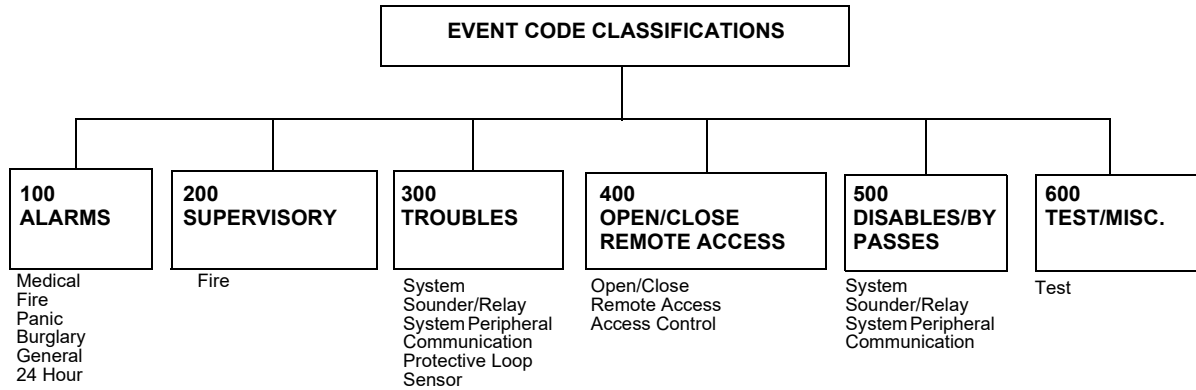 EVENT CODE CLASSIFICATIONS
100
ALARMS
Medical
Fire
Panic
Burglary
General
24 Hour
200
SUPERVISORY
Fire
300
TROUBLES
System
Sounder/Relay
System Peripheral
Communication
Protective Loop
Sensor
400
OPEN/CLOSE
REMOTE ACCESS
Open/Close
Remote Access
Access Control
500
DISABLES/BY
PASSES
System
Sounder/Relay
System Peripheral
Communication
600
TEST/MISC.
Test